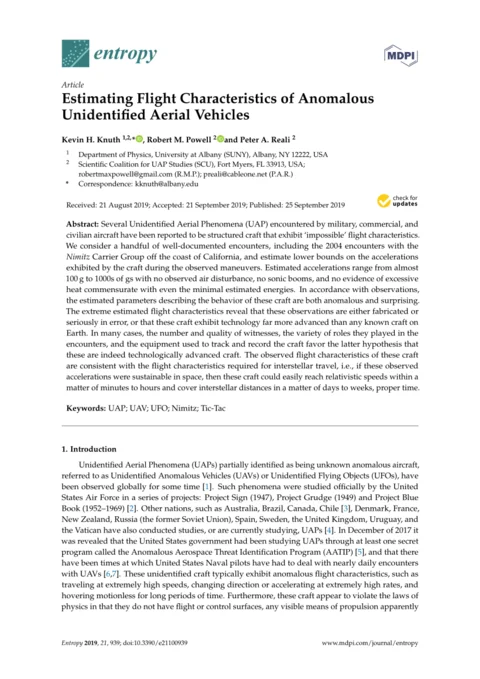 entropy
MDPI
Article
Estimating Flight Characteristics of Anomalous
Unidentified Aerial Vehicles
Kevin H. Knuth 1,2,*, Robert M. Powell 2 and Peter A. Reali 2
1 Department of Physics, University at Albany (SUNY), Albany, NY 12222, USA
2 Scientific Coalition for UAP Studies (SCU), Fort Myers, FL 33913, USA;
robertmaxpowell@gmail.com (R.M.P.); preali@cableone.net (P.A.R.)
* Correspondence: kknuth@albany.edu
check for
updates
Received: 21 August 2019; Accepted: 21 September 2019; Published: 25 September 2019
Abstract: Several Unidentified Aerial Phenomena (UAP) encountered by military, commercial, and
civilian aircraft have been reported to be structured craft that exhibit ‘impossible’ flight characteristics.
We consider a handful of well-documented encounters, including the 2004 encounters with the
Nimitz Carrier Group off the coast of California, and estimate lower bounds on the accelerations
exhibited by the craft during the observed maneuvers. Estimated accelerations range from almost
100 g to 1000s of gs with no observed air disturbance, no sonic booms, and no evidence of excessive
heat commensurate with even the minimal estimated energies. In accordance with observations,
the estimated parameters describing the behavior of these craft are both anomalous and surprising.
The extreme estimated flight characteristics reveal that these observations are either fabricated or
seriously in error, or that these craft exhibit technology far more advanced than any known craft on
Earth. In many cases, the number and quality of witnesses, the variety of roles they played in the
encounters, and the equipment used to track and record the craft favor the latter hypothesis that
these are indeed technologically advanced craft. The observed flight characteristics of these craft
are consistent with the flight characteristics required for interstellar travel, i.e., if these observed
accelerations were sustainable in space, then these craft could easily reach relativistic speeds within a
matter of minutes to hours and cover interstellar distances in a matter of days to weeks, proper time.
Keywords: UAP; UAV; UFO; Nimitz; Tic-Tac
1. Introduction
Unidentified Aerial Phenomena (UAPs) partially identified as being unknown anomalous aircraft,
referred to as Unidentified Anomalous Vehicles (UAVs) or Unidentified Flying Objects (UFOs), have
been observed globally for some time [1]. Such phenomena were studied officially by the United
States Air Force in a series of projects: Project Sign (1947), Project Grudge (1949) and Project Blue
Book (1952–1969) [2]. Other nations, such as Australia, Brazil, Canada, Chile [3], Denmark, France,
New Zealand, Russia (the former Soviet Union), Spain, Sweden, the United Kingdom, Uruguay, and
the Vatican have also conducted studies, or are currently studying, UAPs [4]. In December of 2017 it
was revealed that the United States government had been studying UAPs through at least one secret
program called the Anomalous Aerospace Threat Identification Program (AATIP) [5], and that there
have been times at which United States Naval pilots have had to deal with nearly daily encounters
with UAVs [6,7]. These unidentified craft typically exhibit anomalous flight characteristics, such as
traveling at extremely high speeds, changing direction or accelerating at extremely high rates, and
hovering motionless for long periods of time. Furthermore, these craft appear to violate the laws of
physics in that they do not have flight or control surfaces, any visible means of propulsion apparently
Entropy 2019, 21, 939; doi:10.3390/e21100939
www.mdpi.com/journal/entropy